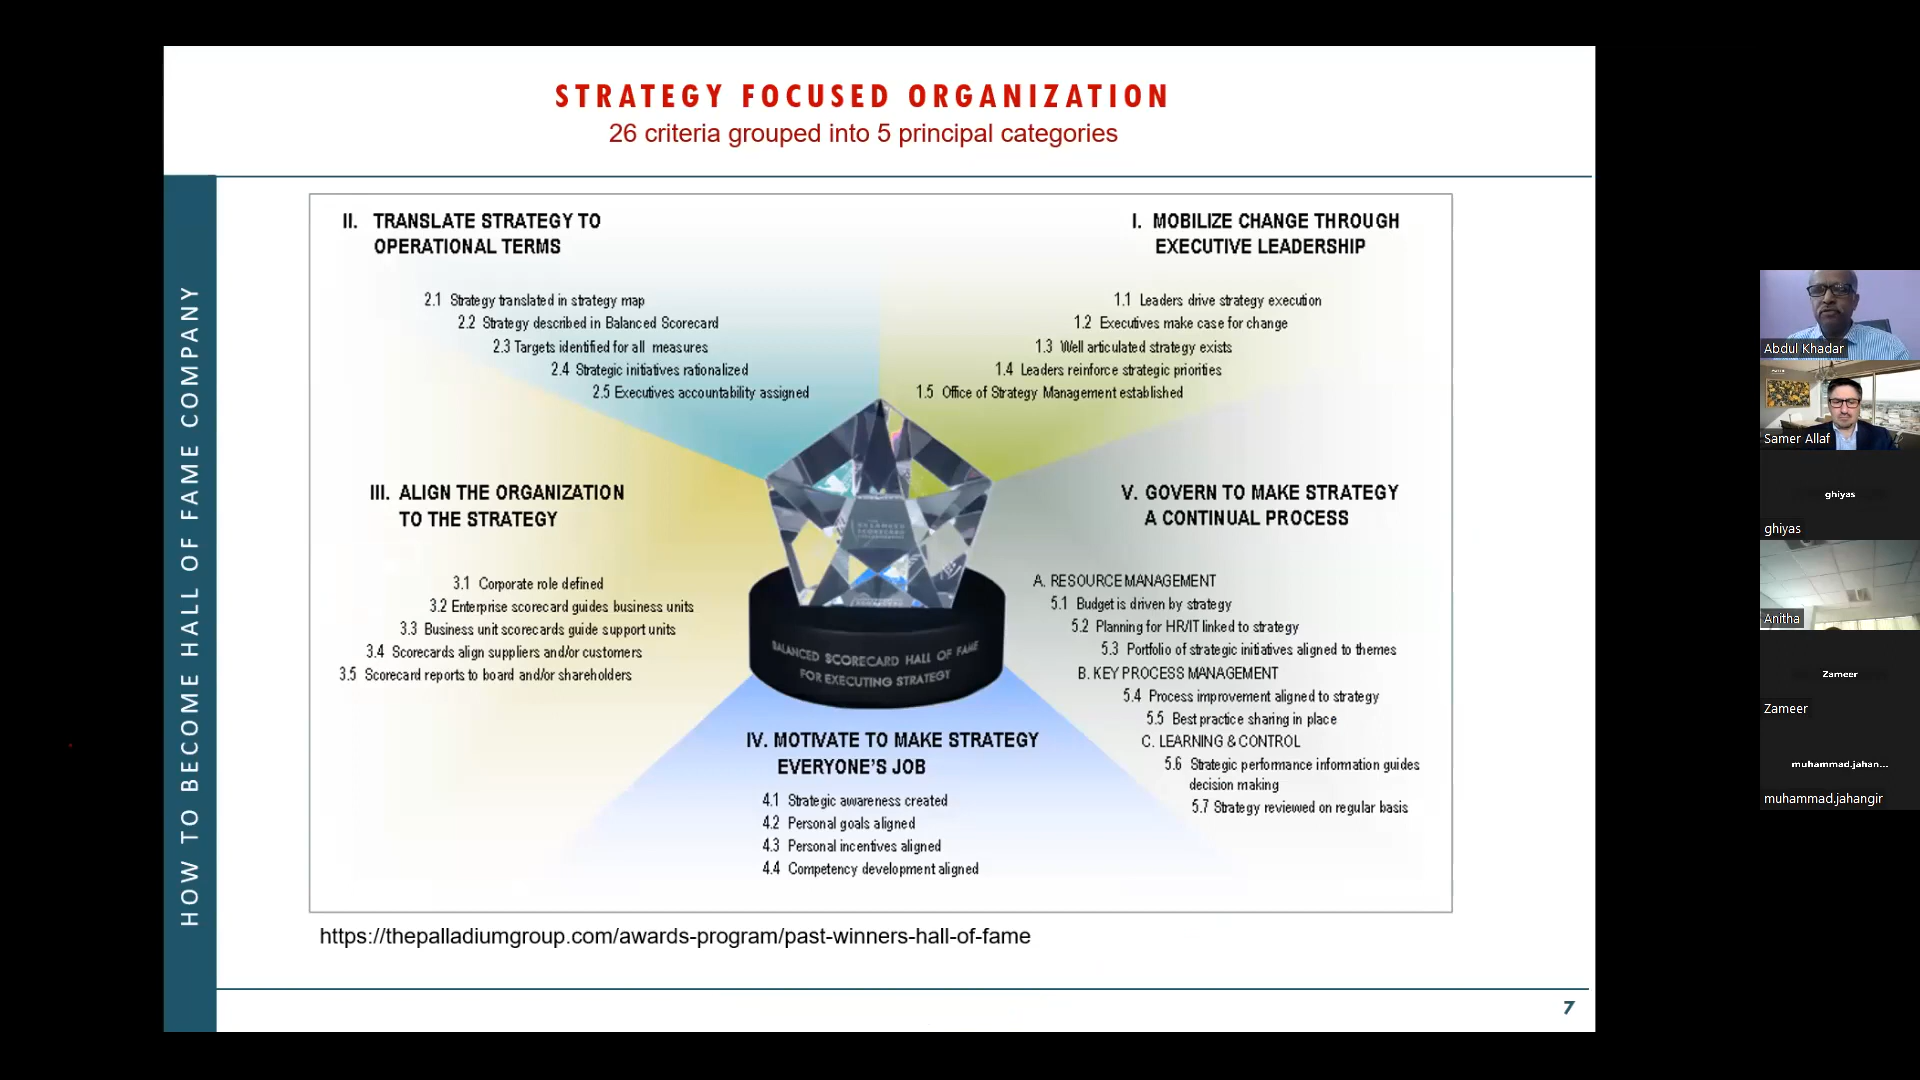 STRATEGY FOCUSED ORGANIZATION
26 criteria grouped into 5 principal categories
HOW TO BECOME HALL OF FAME COMPANY
II. TRANSLATE STRATEGY TO
OPERATIONAL TERMS
2.1 Strategy translated in strategy map
2.2 Strategy described in Balanced Scorecard
2.3 Targets identified for all measures
2.4 Strategic initiatives rationalized
2.5 Executives accountability assigned
I. MOBILIZE CHANGE THROUGH
EXECUTIVE LEADERSHIP
1.1 Leaders drive strategy execution
1.2 Executives make case for change
1.3 Well articulated strategy exists
1.4 Leaders reinforce strategic priorities
1.5 Office of Strategy Management established
III. ALIGN THE ORGANIZATION
TO THE STRATEGY
3.1 Corporate role defined
3.2 Enterprise scorecard guides business units
3.3 Business unit scorecards guide support units
3.4 Scorecards align suppliers and/or customers
3.5 Scorecard reports to board and/or shareholders
V. GOVERN TO MAKE STRATEGY
A CONTINUAL PROCESS
A. RESOURCE MANAGEMENT
5.1 Budget is driven by strategy
5.2 Planning for HR/IT linked to strategy
5.3 Portfolio of strategic initiatives aligned to themes
B. KEY PROCESS MANAGEMENT
5.4 Process improvement aligned to strategy
5.5 Best practice sharing in place
C. LEARNING & CONTROL
5.6 Strategic performance information guides
decision making
5.7 Strategy reviewed on regular basis
BALANCED SCORECARD HALL OF FAME
FOR EXECUTING STRATEGY
IV. MOTIVATE TO MAKE STRATEGY
EVERYONE'S JOB
4.1 Strategic awareness created
4.2 Personal goals aligned
4.3 Personal incentives aligned
4.4 Competency development aligned
https://thepalladiumgroup.com/awards-program/past-winners-hall-of-fame
7
Abdul Khadar
Samer Allaf
ghiyas
ghiyas
Anitha
Zameer
Zameer
muhammad.jahan...
muhammad.jahangir